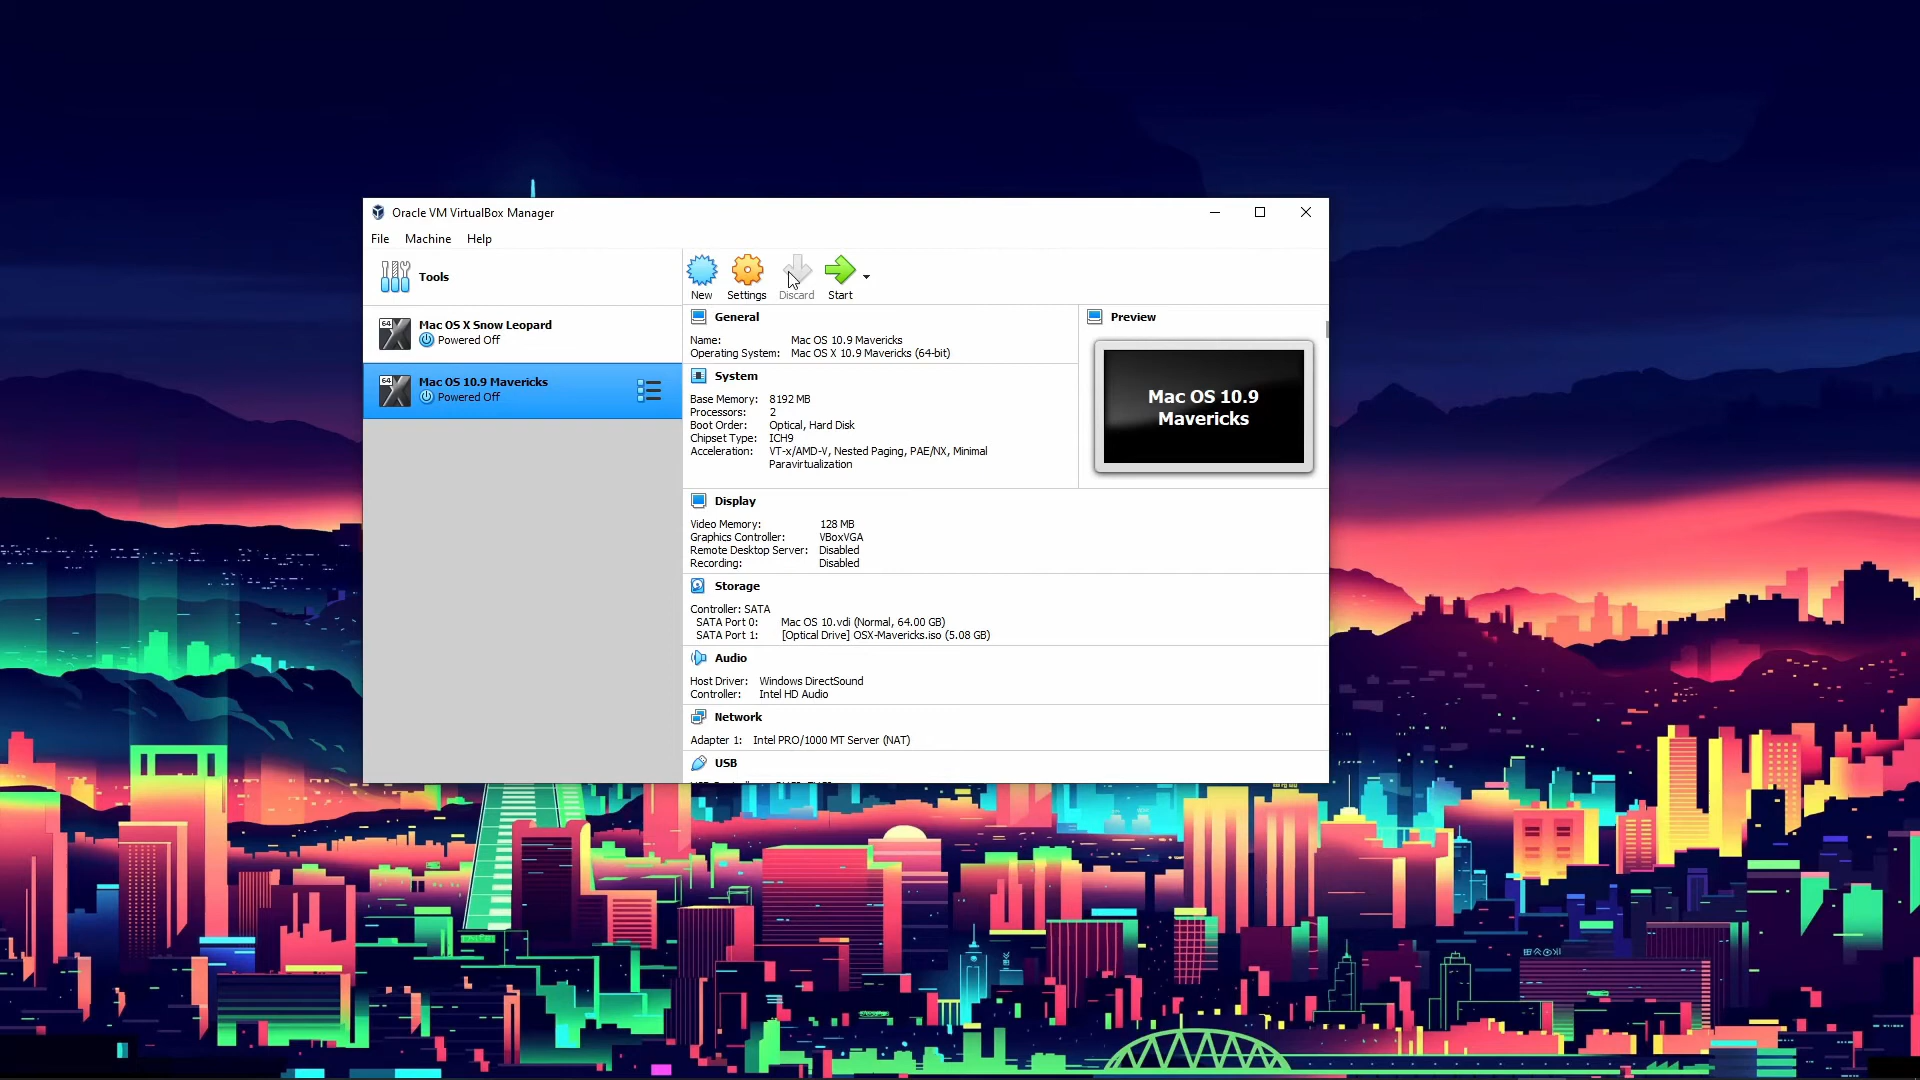 Oracle VM VirtualBox Manager
File Machine Help
Tools
New Settings Discard Start
64
Mac OS X Snow Leopard
Powered Off
64
Mac OS 10.9 Mavericks
Powered Off
General
Name: Mac OS 10.9 Mavericks
Operating System: Mac OS X 10.9 Mavericks (64-bit)
System
Base Memory: 8192 MB
Processors: 2
Boot Order: Optical, Hard Disk
Chipset Type: ICH9
Acceleration: VT-x/AMD-V, Nested Paging, PAE/NX, Minimal
Paravirtualization
Preview
Mac OS 10.9
Mavericks
Display
Video Memory: 128 MB
Graphics Controller: VBoxVGA
Remote Desktop Server: Disabled
Recording: Disabled
Storage
Controller: SATA
SATA Port 0: Mac OS 10.vdi (Normal, 64.00 GB)
SATA Port 1: [Optical Drive] OSX-Mavericks.iso (5.08 GB)
Audio
Host Driver: Windows DirectSound
Controller: Intel HD Audio
Network
Adapter 1: Intel PRO/1000 MT Server (NAT)
USB